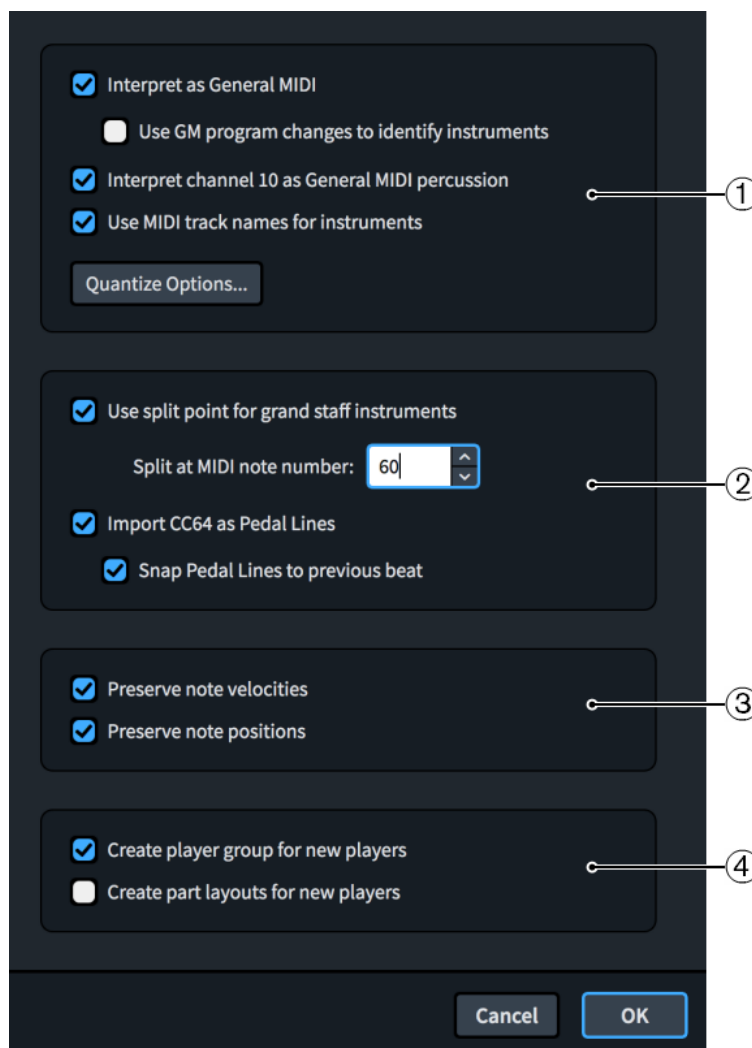 Interpret as General MIDI
Use GM program changes to identify instruments
Interpret channel 10 as General MIDI percussion
①
Use MIDI track names for instruments
Quantize Options...
Use split point for grand staff instruments
Split at MIDI note number: 60
②
Import CC64 as Pedal Lines
Snap Pedal Lines to previous beat
Preserve note velocities
③
Preserve note positions
Create player group for new players
④
Create part layouts for new players
Cancel OK